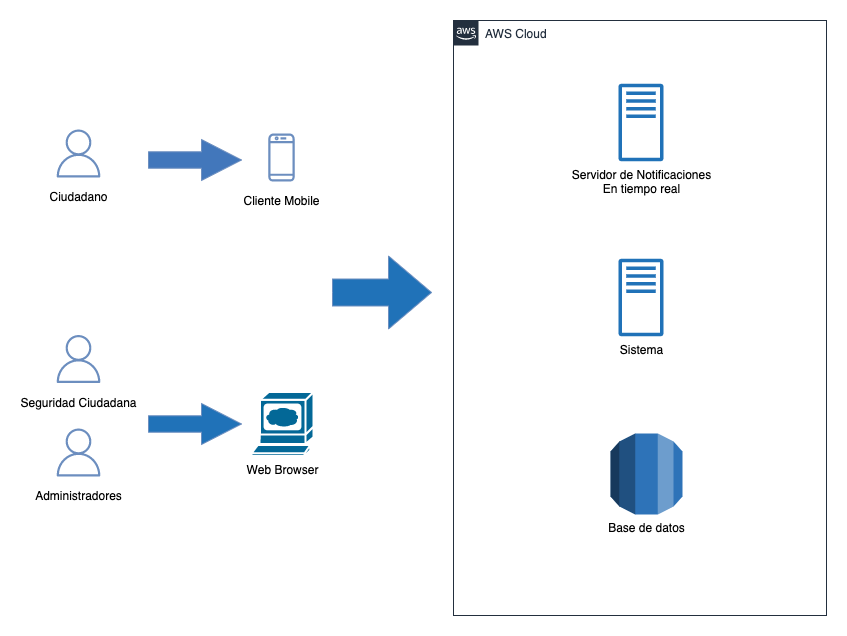 aws
AWS Cloud
Servidor de Notificaciones
En tiempo real
Ciudadano
Cliente Mobile
Sistema
Seguridad Ciudadana
Administradores
Web Browser
Base de datos